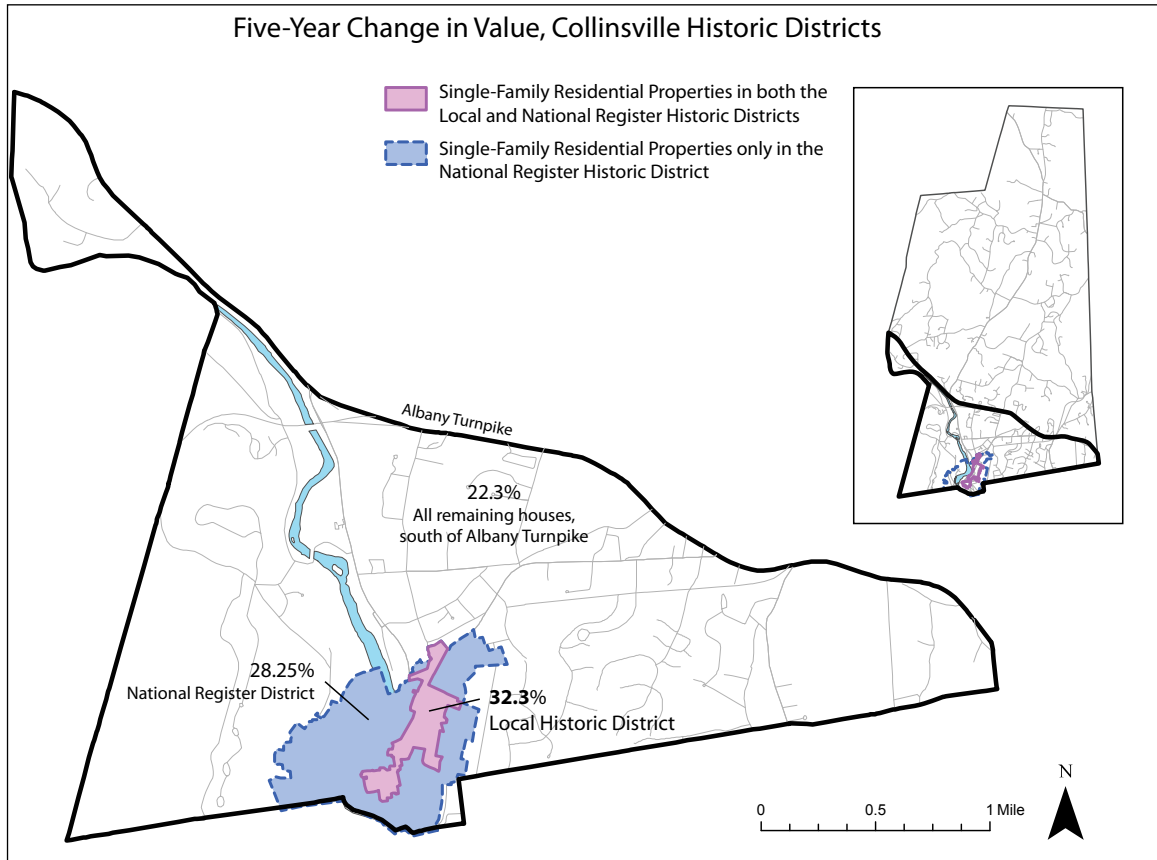 Five-Year Change in Value, Collinsville Historic Districts
Single-Family Residential Properties in both the
Local and National Register Historic Districts
Single-Family Residential Properties only in the
National Register Historic District
Albany Turnpike
22.3%
All remaining houses,
south of Albany Turnpike
28.25%
National Register District
32.3%
Local Historic District
N
0 0.5 1 Mile